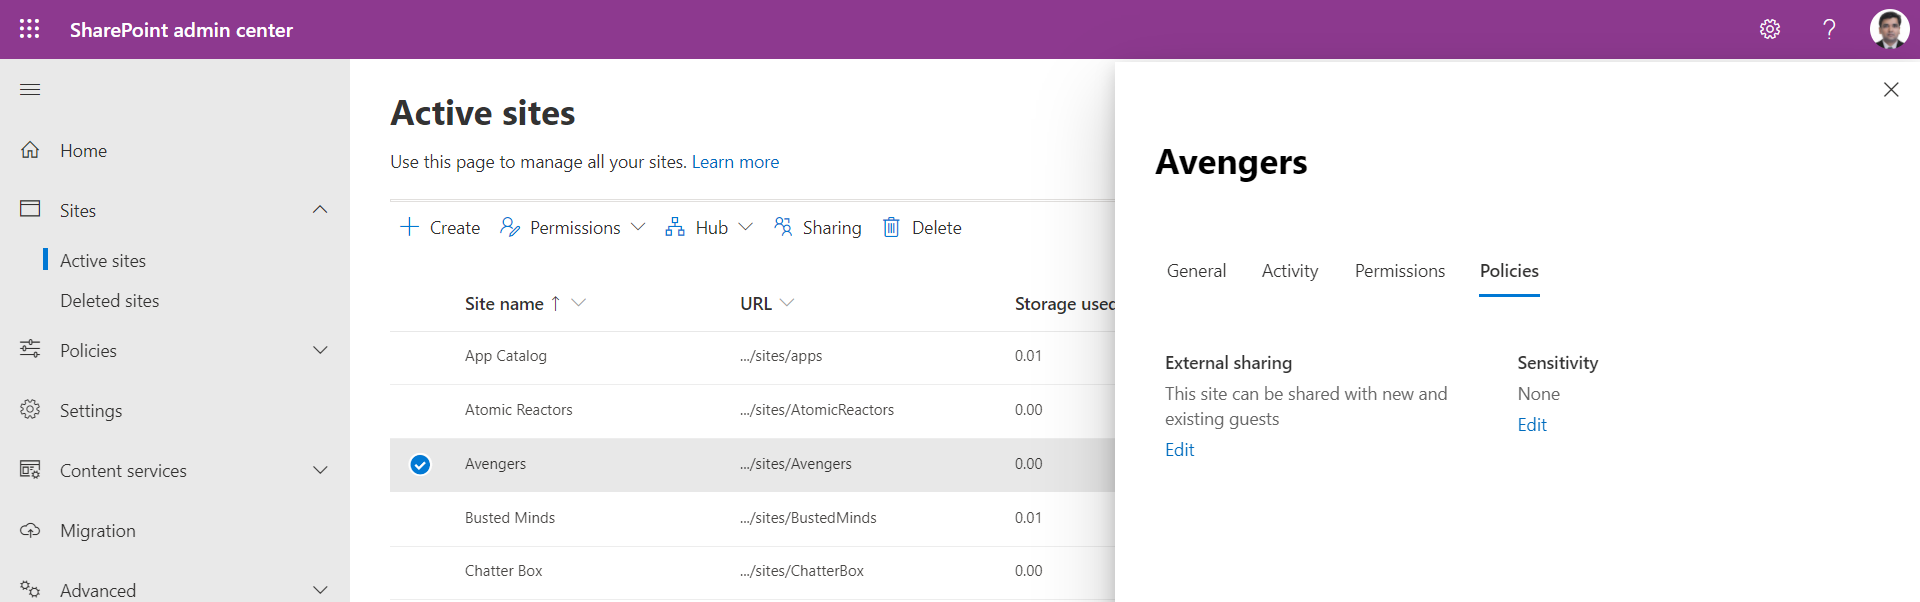 SharePoint admin center
?
Home
Sites
Active sites
Deleted sites
Policies
Settings
Content services
Migration
Advanced
Active sites
Use this page to manage all your sites. Learn more
Create Permissions Hub Sharing Delete
Site name ↑ URL Storage used
App Catalog .../sites/apps 0.01
Atomic Reactors .../sites/AtomicReactors 0.00
Avengers .../sites/Avengers 0.00
Busted Minds .../sites/BustedMinds 0.01
Chatter Box .../sites/ChatterBox 0.00
Avengers
General Activity Permissions Policies
External sharing
This site can be shared with new and
existing guests
Edit
Sensitivity
None
Edit